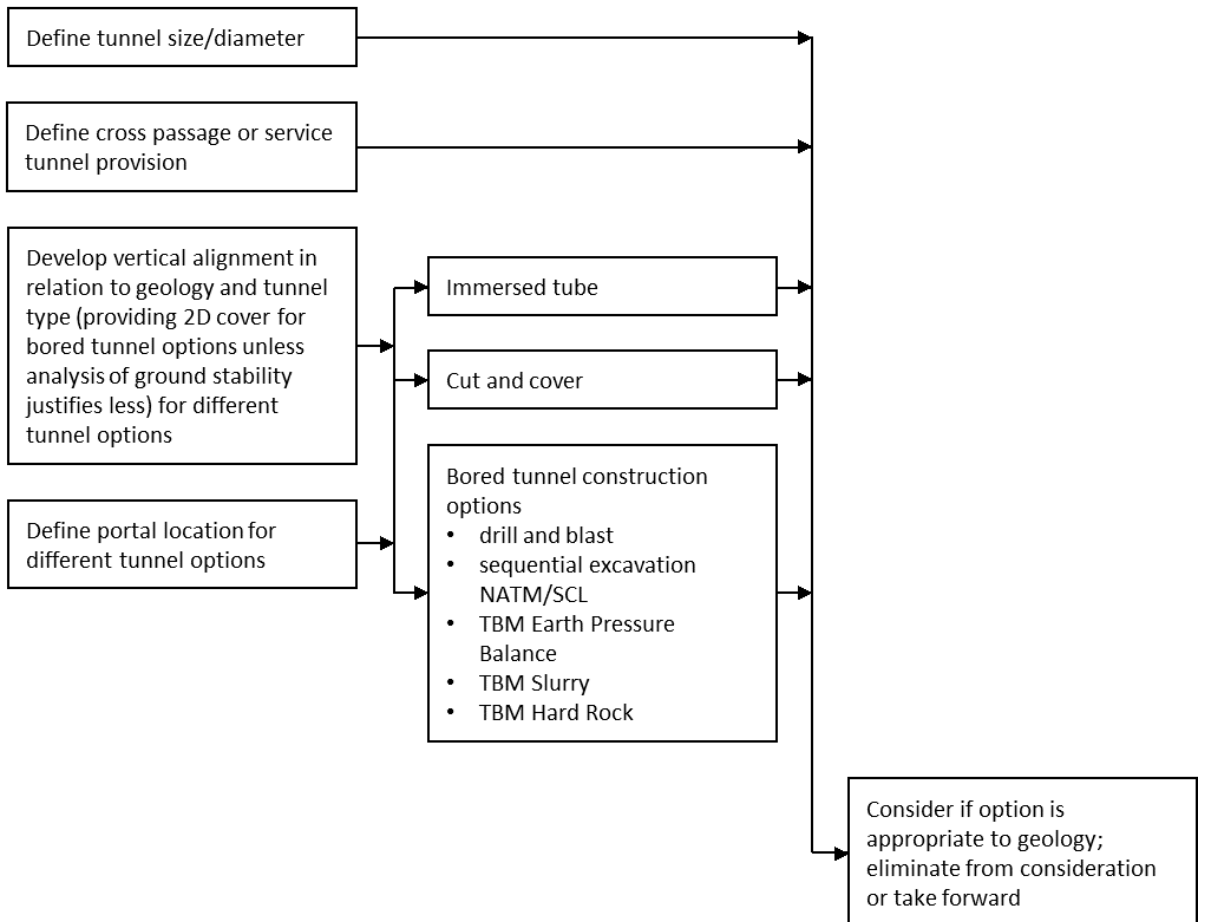 Define tunnel size/diameter
Define cross passage or service
tunnel provision
Develop vertical alignment in
relation to geology and tunnel
type (providing 2D cover for
bored tunnel options unless
analysis of ground stability
justifies less) for different
tunnel options
Define portal location for
different tunnel options
Immersed tube
Cut and cover
Bored tunnel construction
options
• drill and blast
• sequential excavation
NATM/SCL
• TBM Earth Pressure
Balance
• TBM Slurry
• TBM Hard Rock
Consider if option is
appropriate to geology;
eliminate from consideration
or take forward